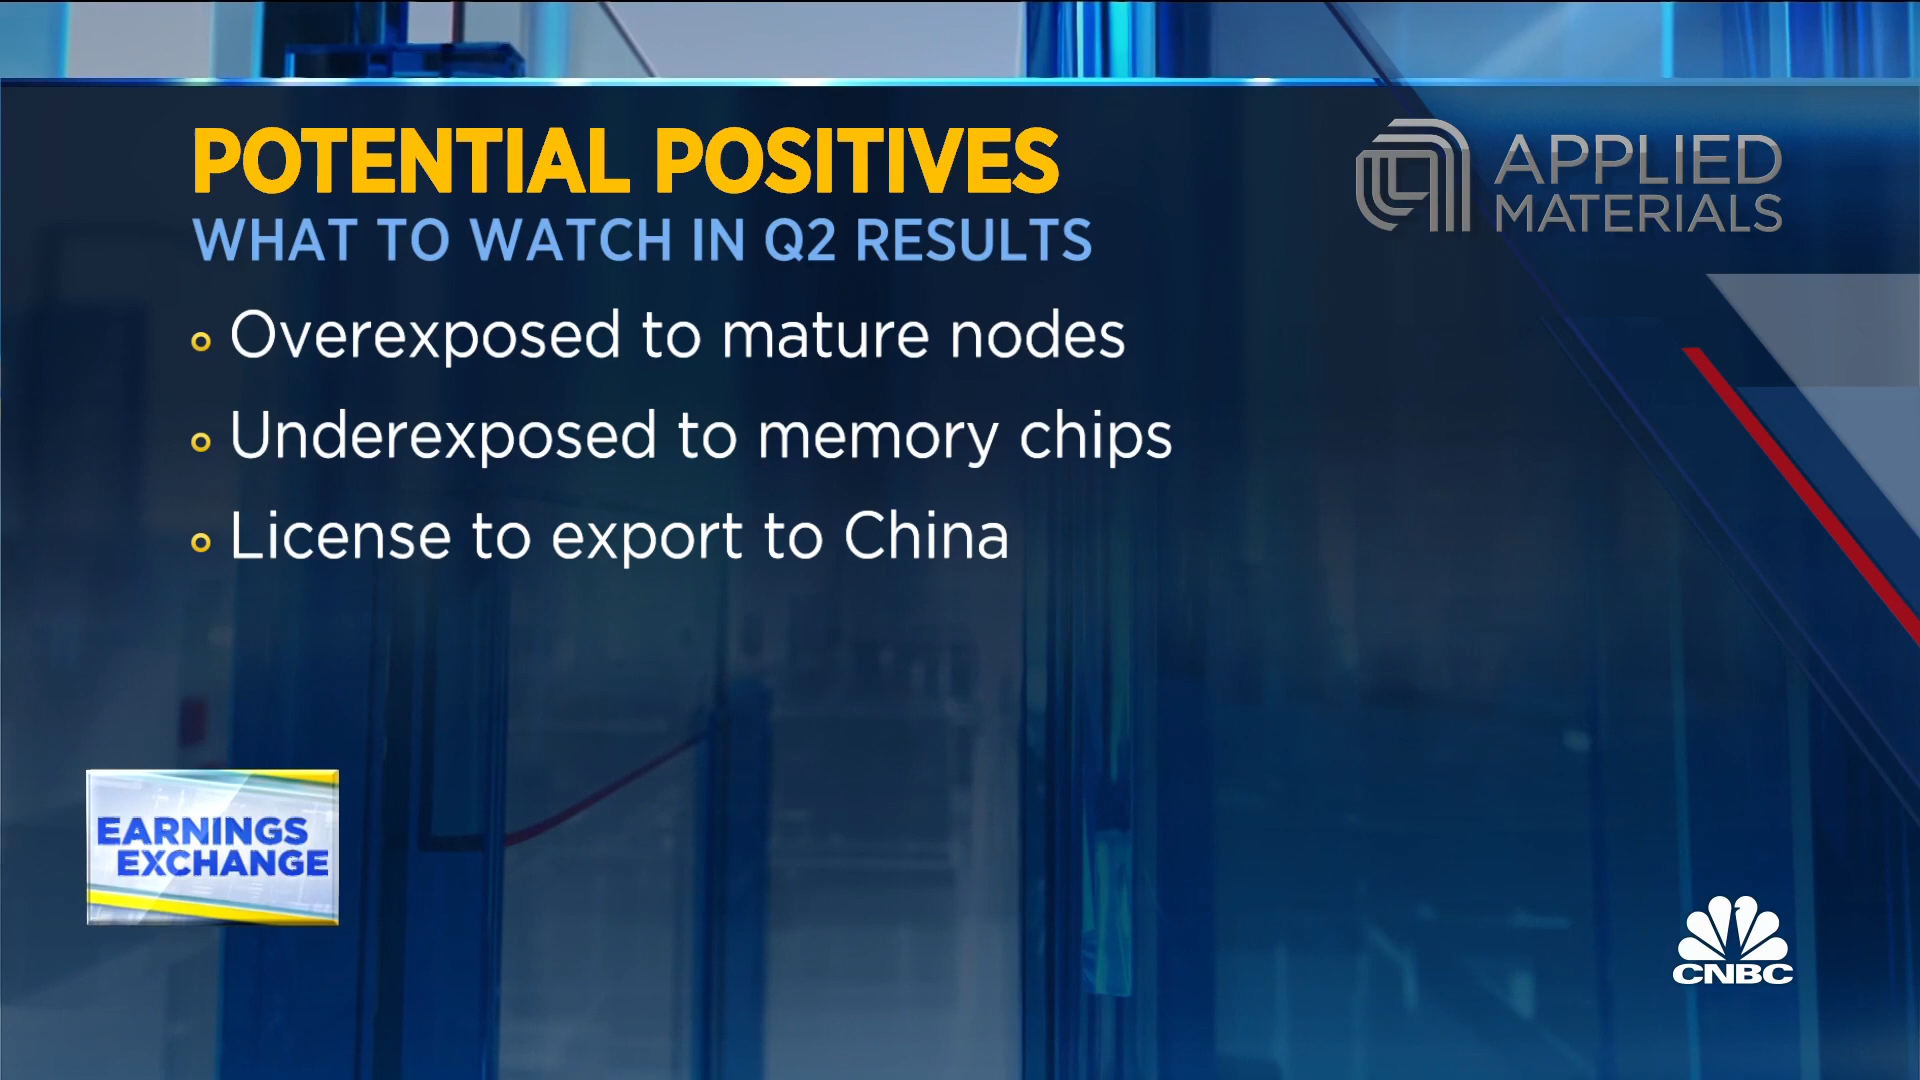 POTENTIAL POSITIVES
WHAT TO WATCH IN Q2 RESULTS
APPLIED
MATERIALS
Overexposed to mature nodes
Underexposed to memory chips
License to export to China
EARNINGS
EXCHANGE
CNBC